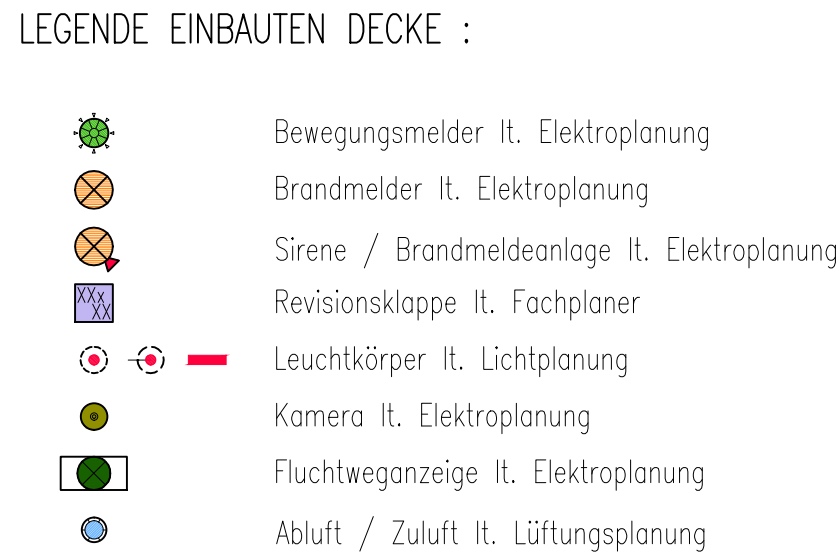 LEGENDE EINBAUTEN DECKE :
Bewegungsmelder lt. Elektroplanung
Brandmelder lt. Elektroplanung
Sirene / Brandmeldeanlage lt. Elektroplanung
XXx
XX
Revisionsklappe lt. Fachplaner
Leuchtkörper lt. Lichtplanung
Kamera lt. Elektroplanung
Fluchtweganzeige lt. Elektroplanung
Abluft / Zuluft lt. Lüftungsplanung